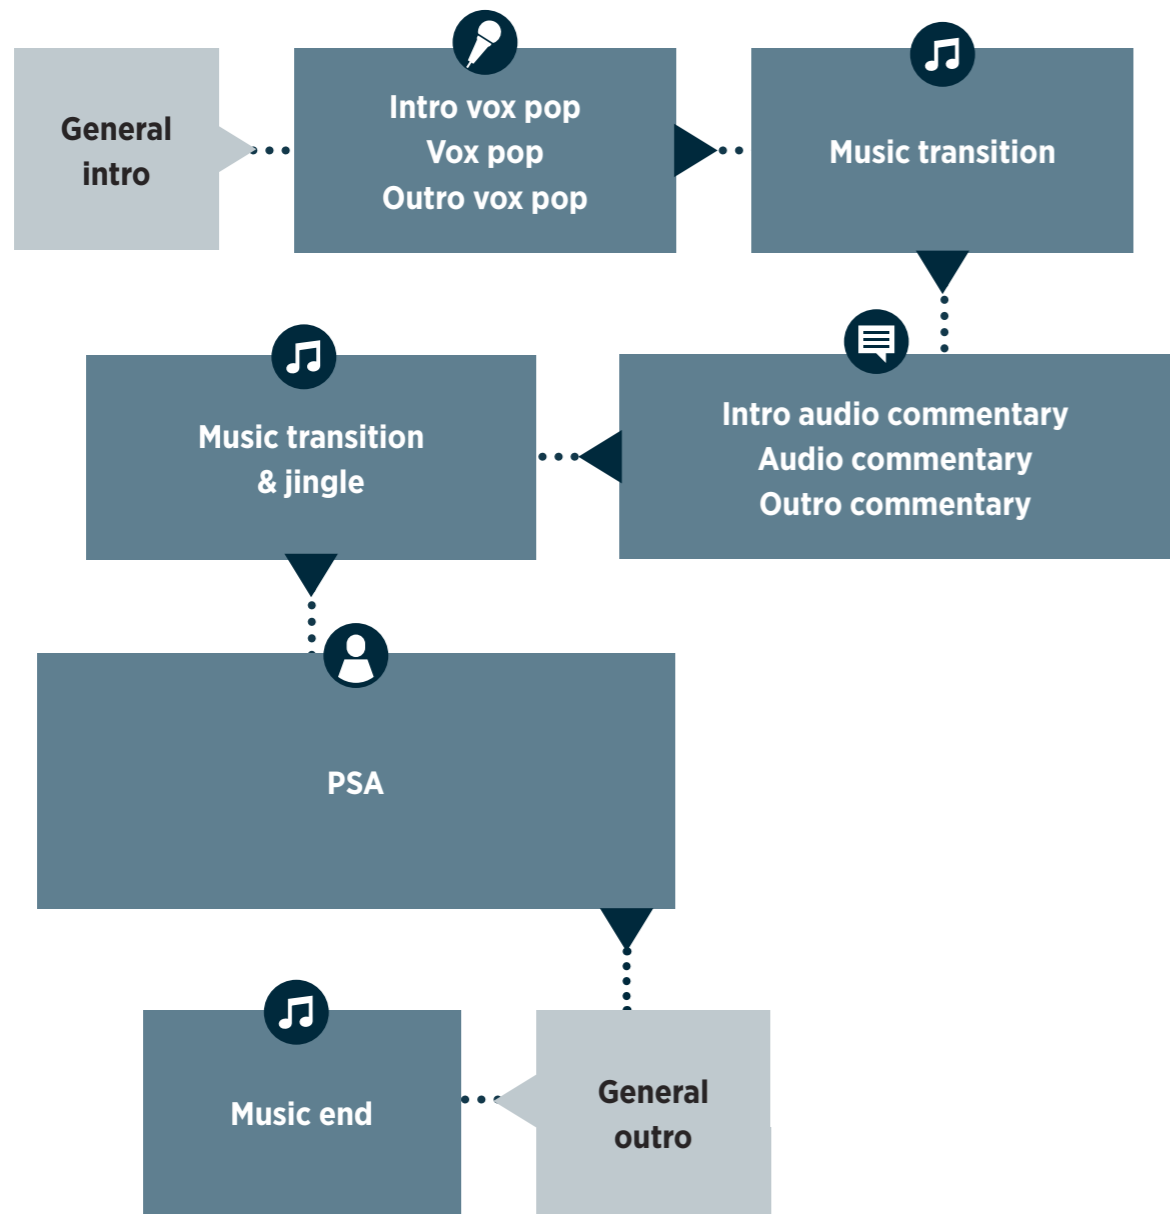 General
intro
Intro vox pop
Vox pop
Outro vox pop
Music transition
Intro audio commentary
Audio commentary
Outro commentary
Music transition
& jingle
PSA
General
outro
Music end